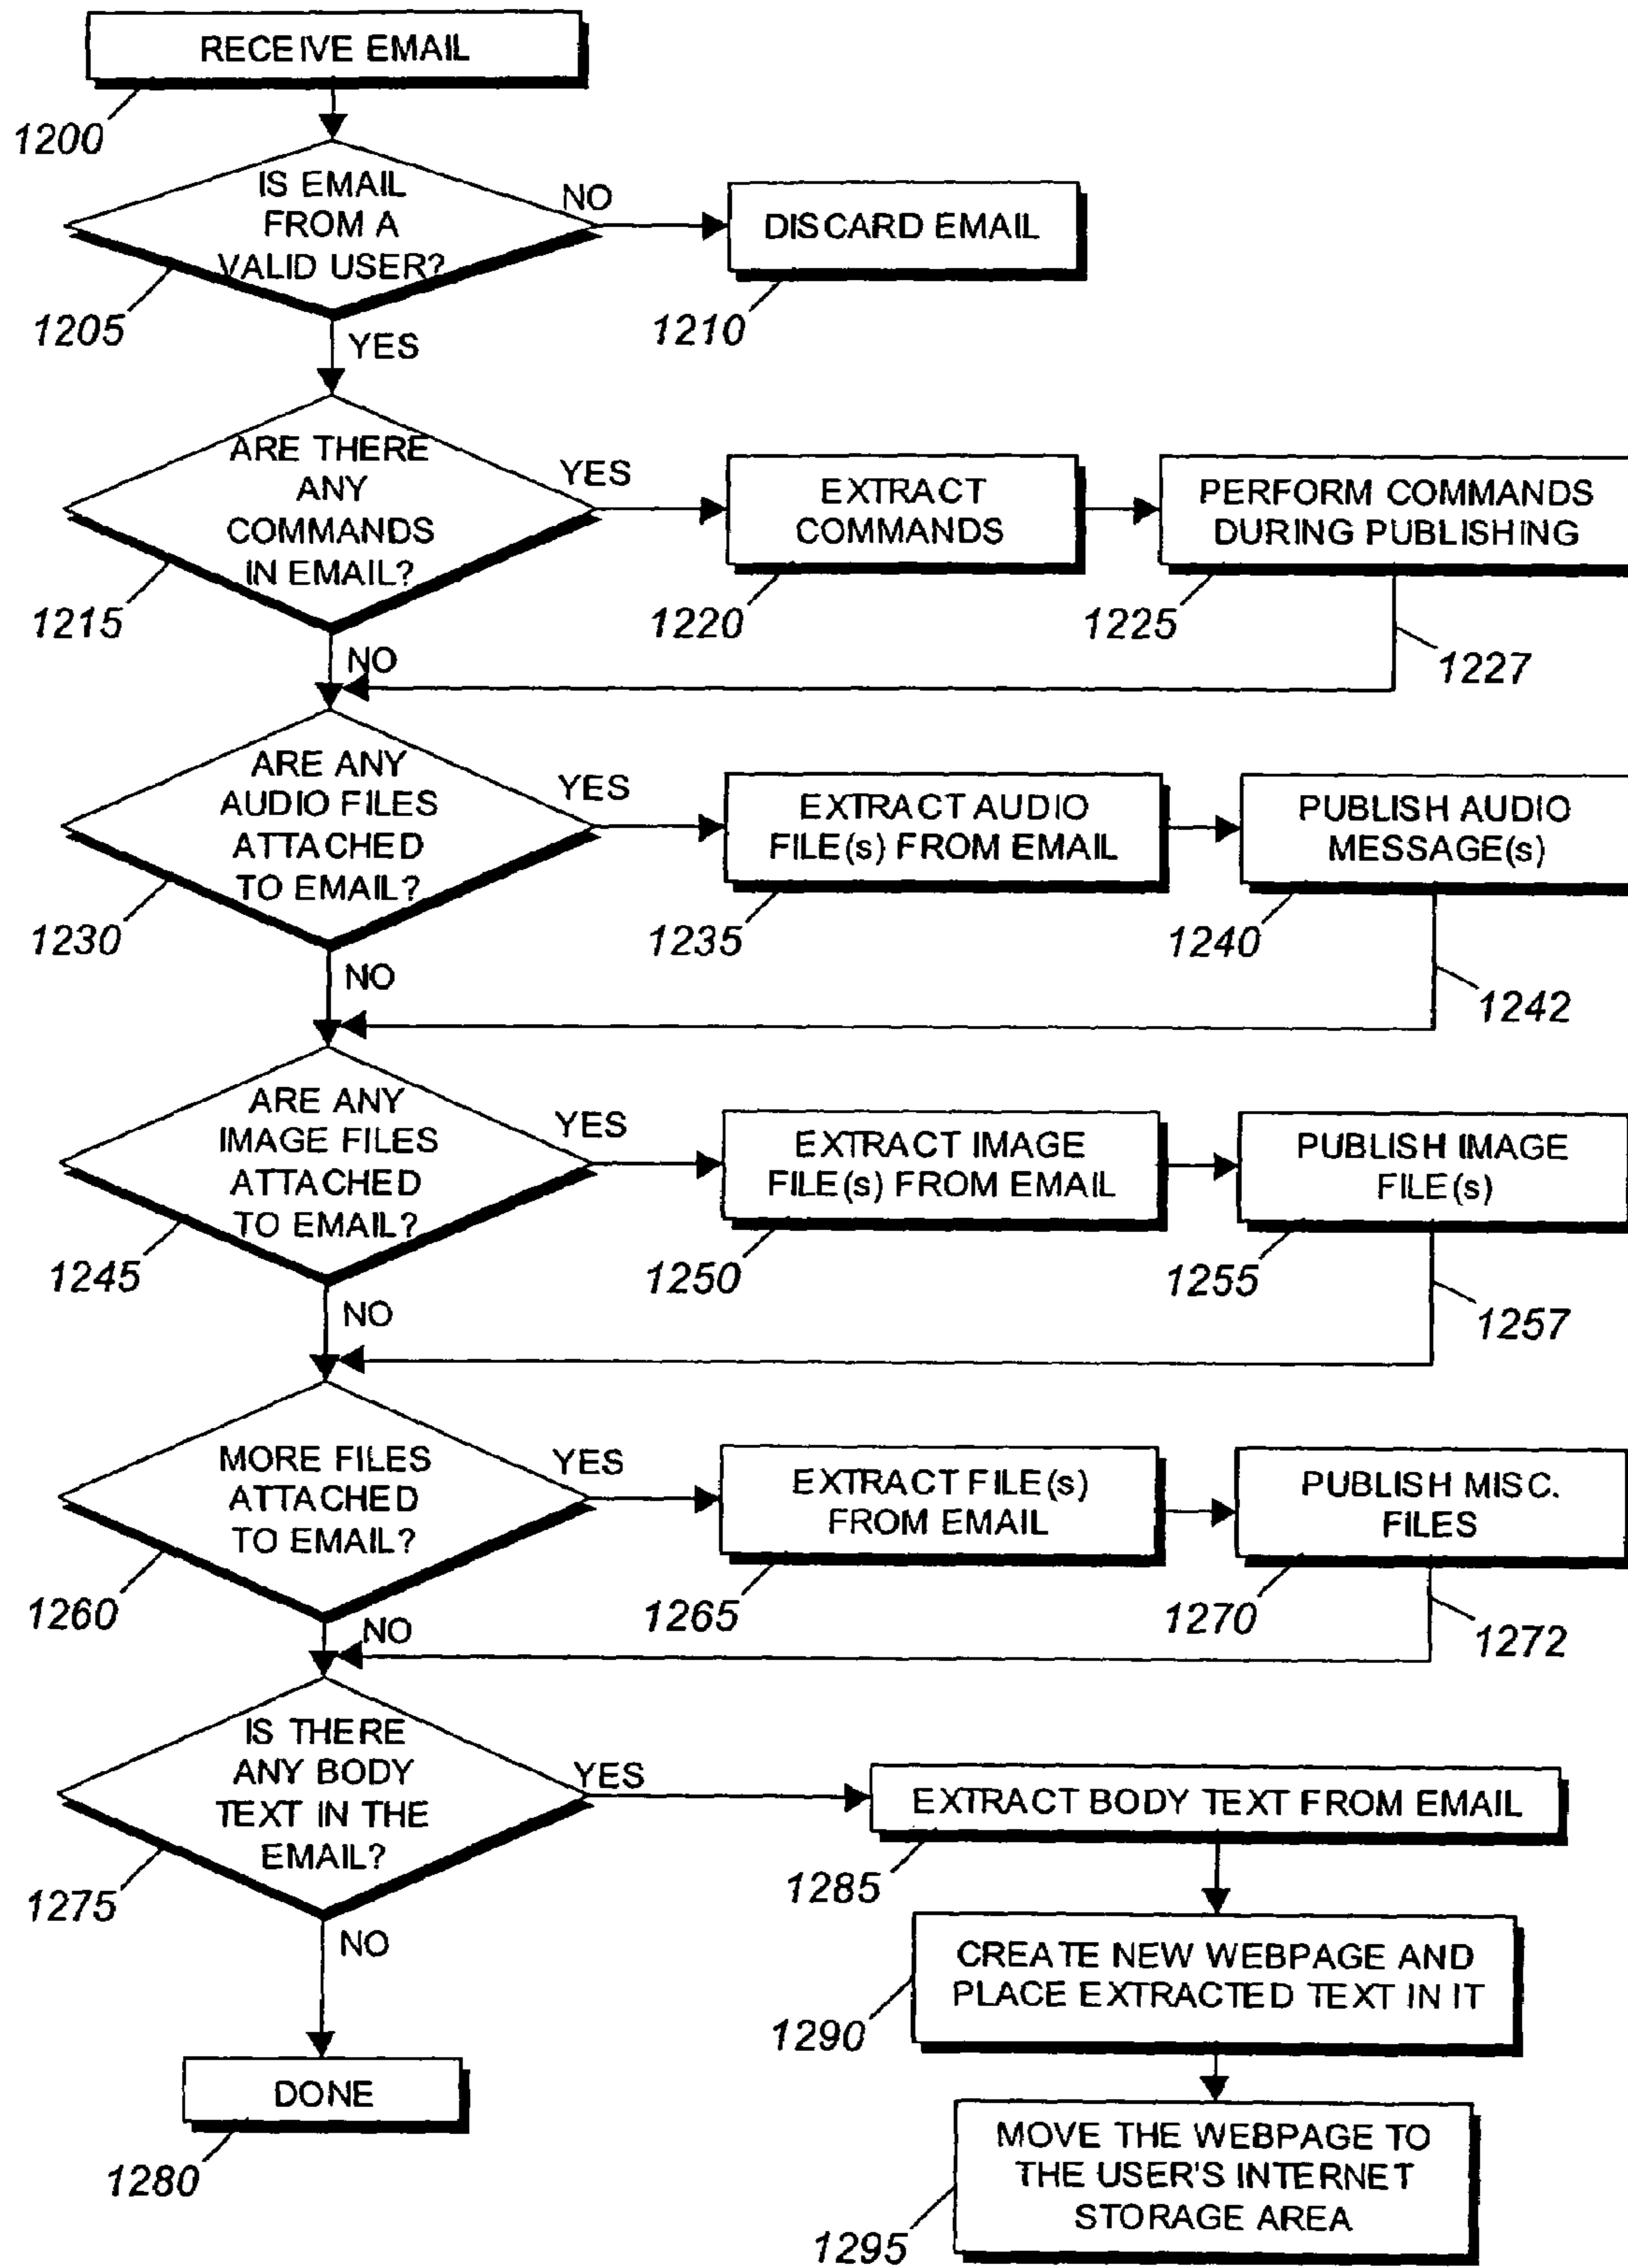 RECEIVE EMAIL
1200
IS EMAIL
FROM A
VALID USER?
NO
DISCARD EMAIL
1205
1210
YES
ARE THERE
ANY
COMMANDS
IN EMAIL?
YES
EXTRACT
COMMANDS
PERFORM COMMANDS
DURING PUBLISHING
1215
1220
1225
1227
NO
ARE ANY
AUDIO FILES
ATTACHED
TO EMAIL?
YES
EXTRACT AUDIO
FILE(s) FROM EMAIL
PUBLISH AUDIO
MESSAGE(s)
1230
1235
1240
1242
NO
ARE ANY
IMAGE FILES
ATTACHED
TO EMAIL?
YES
EXTRACT IMAGE
FILE(s) FROM EMAIL
PUBLISH IMAGE
FILE(s)
1245
1250
1255
1257
NO
MORE FILES
ATTACHED
TO EMAIL?
YES
EXTRACT FILE(s)
FROM EMAIL
PUBLISH MISC.
FILES
1260
1265
1270
1272
NO
IS THERE
ANY BODY
TEXT IN THE
EMAIL?
YES
EXTRACT BODY TEXT FROM EMAIL
1275
1285
NO
CREATE NEW WEBPAGE AND
PLACE EXTRACTED TEXT IN IT
1290
DONE
1280
MOVE THE WEBPAGE TO
THE USER'S INTERNET
STORAGE AREA
1295